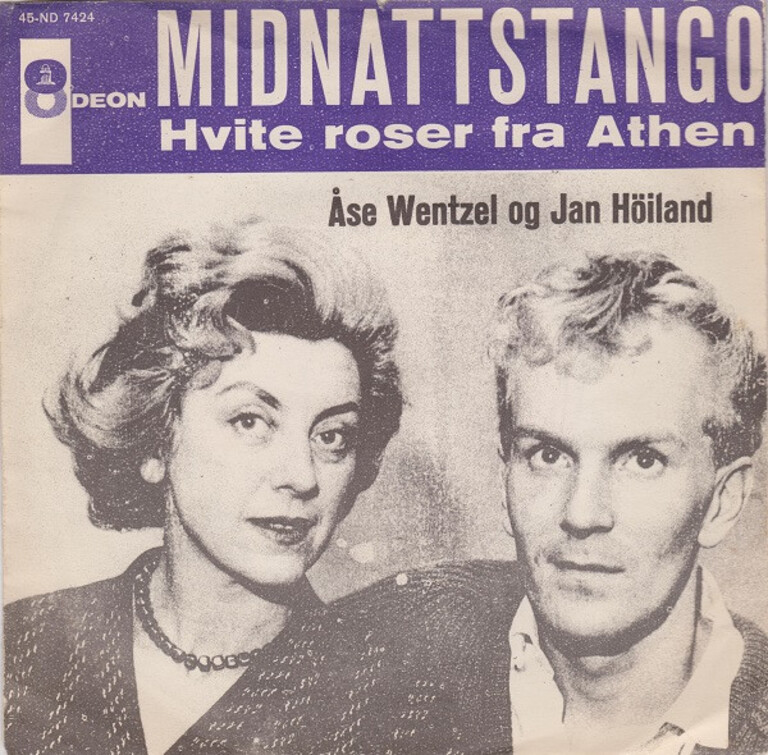 45-ND 7424
ODEON
MIDNATTSTANGO
Hvite roser fra Athen
Åse Wentzel og Jan Höiland